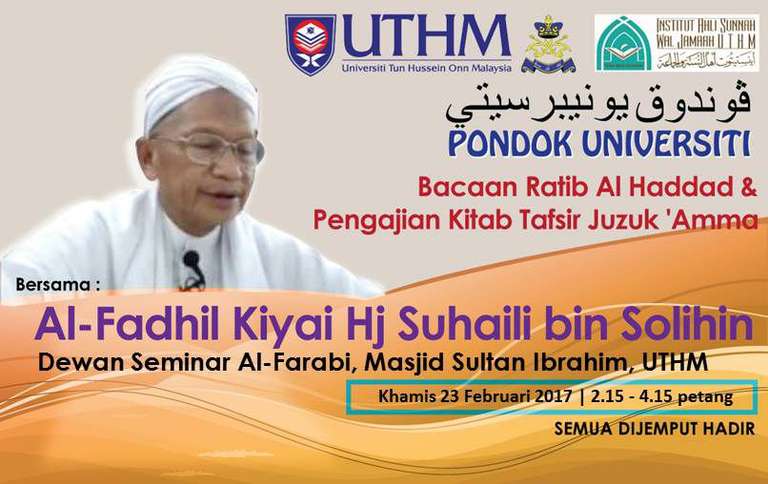 UTHM
Universiti Tun Hussein Onn Malaysia
INSTITUT AHLI SUNNAH
WAL JAMAAH U T H M
ڤوندوق يونيبرسيتي
PONDOK UNIVERSITI
Bacaan Ratib Al Haddad &
Pengajian Kitab Tafsir Juzuk 'Amma
Bersama :
Al-Fadhil Kiyai Hj Suhaili bin Solihin
Dewan Seminar Al-Farabi, Masjid Sultan Ibrahim, UTHM
Khamis 23 Februari 2017 | 2.15 - 4.15 petang
SEMUA DIJEMPUT HADIR